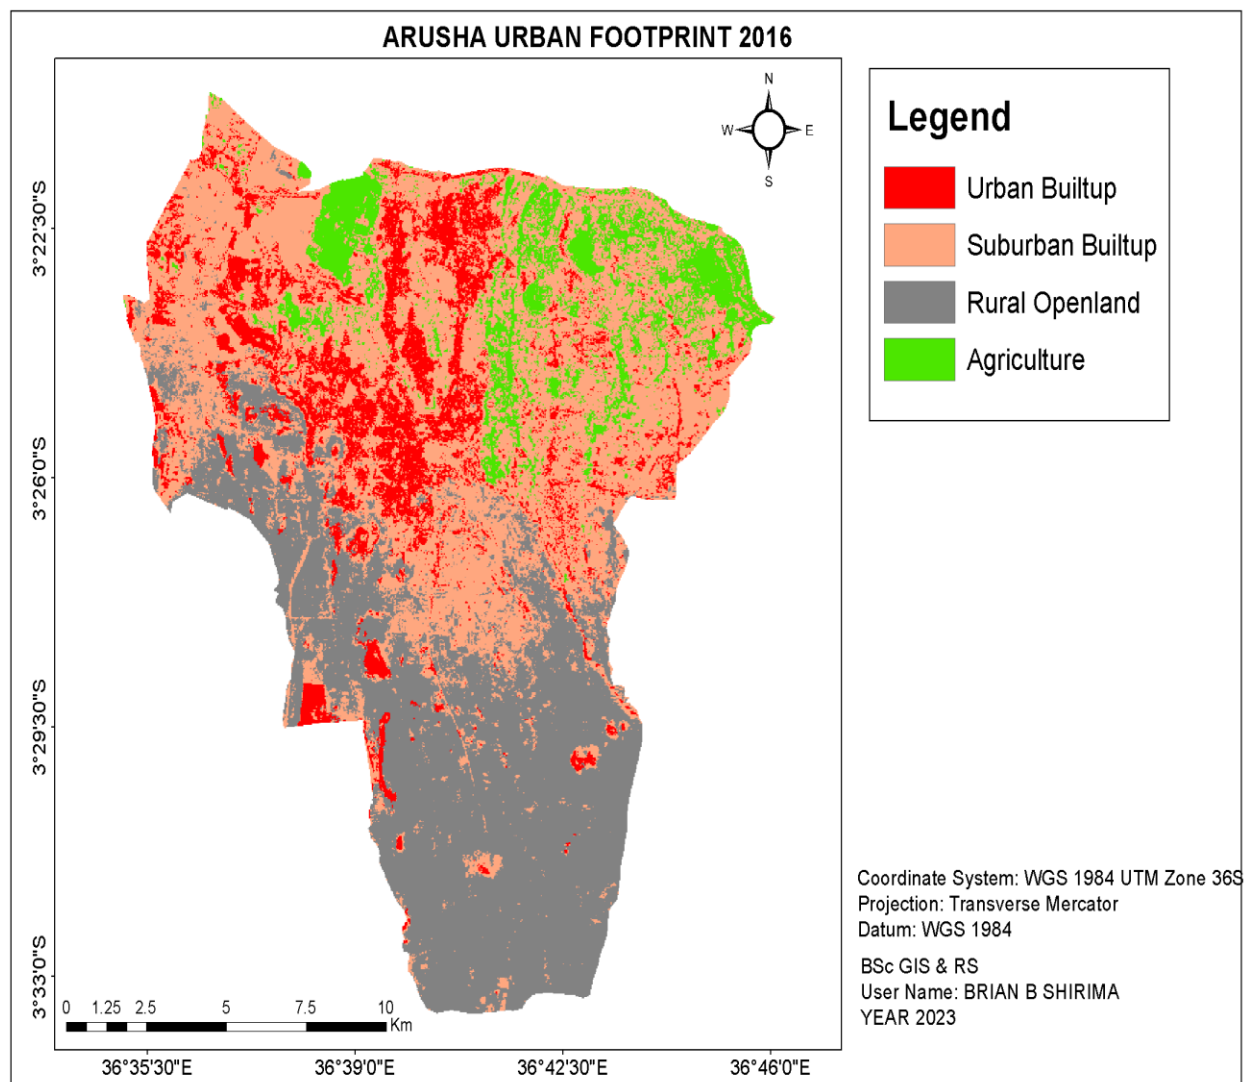 ARUSHA URBAN FOOTPRINT 2016
N
W E
S
Legend
Urban Builtup
Suburban Builtup
Rural Openland
Agriculture
3°22'30"S
3°26'0"S
3°29'30"S
3°33'0"S
0 1.25 2.5 5 7.5 10
Km
36°35'30"E 36°39'0"E 36°42'30"E 36°46'0"E
Coordinate System: WGS 1984 UTM Zone 36S
Projection: Transverse Mercator
Datum: WGS 1984
BSc GIS & RS
User Name: BRIAN B SHIRIMA
YEAR 2023